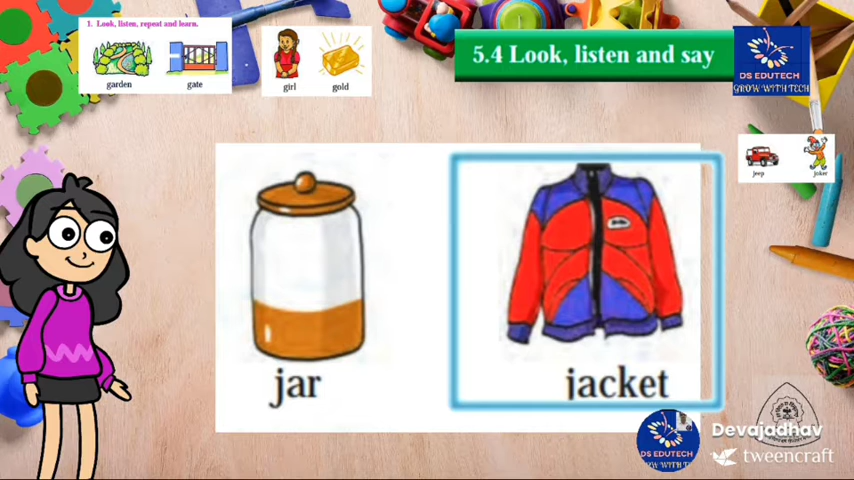 1. Look, listen, repeat and learn.
garden
gate
girl
gold
5.4 Look, listen and say
DS EDUTECH
GROW WITH TECH
jeep
joker
jar
jacket
DS EDUTECH
Devajadhav
tweencraft